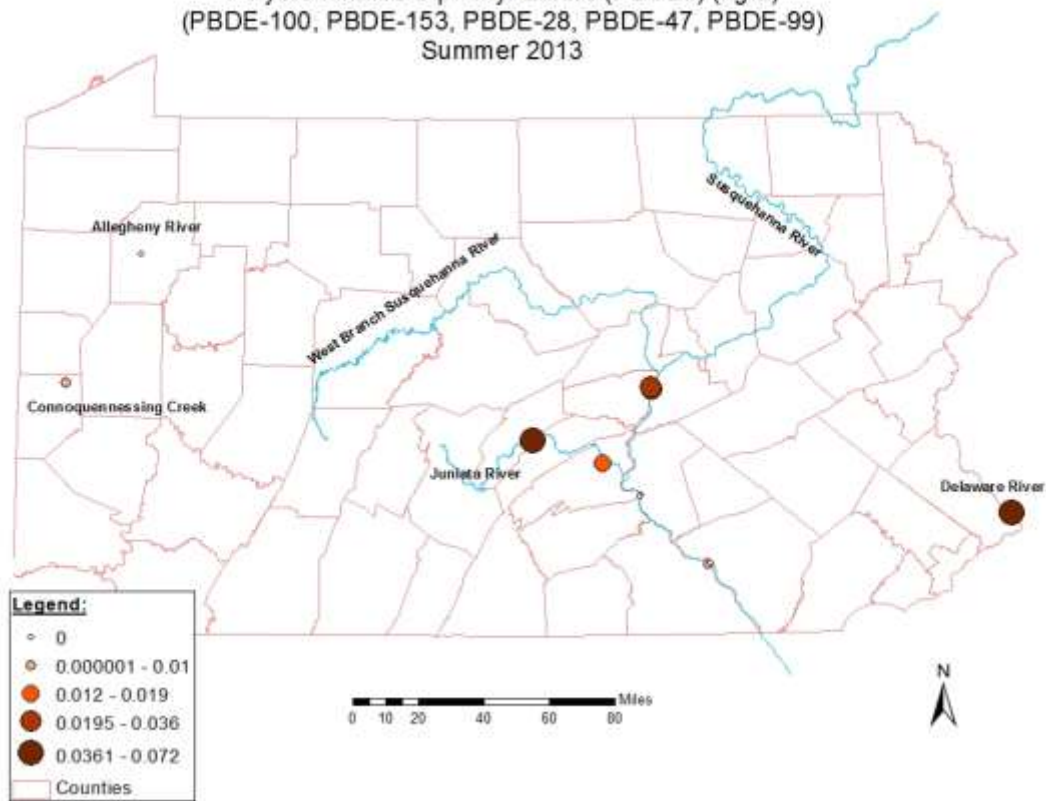 (PBDE-100, PBDE-153, PBDE-28, PBDE-47, PBDE-99)
Summer 2013
Susquehanna River
Allegheny River
West Branch Susquehanna River
Connoquennessing Creek
Juniata River
Delaware River
Legend:
0
0.000001 - 0.01
0.012 - 0.019
0.0195 - 0.036
0.0361 - 0.072
Counties
Miles
0 10 20 40 60 80
N